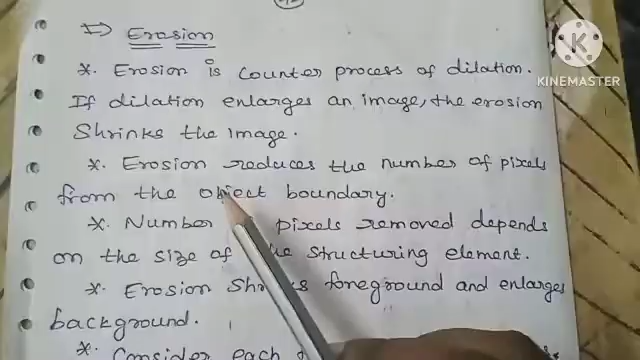 => Erosion
KINEMASTER
*. Erosion is counter process of dilation.
If dilation enlarges an image, the erosion
Shrinks the image.
*. Erosion reduces the number of pixels
from the object boundary.
*. Number pixels removed depends
on the size of structuring element.
*. Erosion foreground and enlarges
background.
*. Consider each